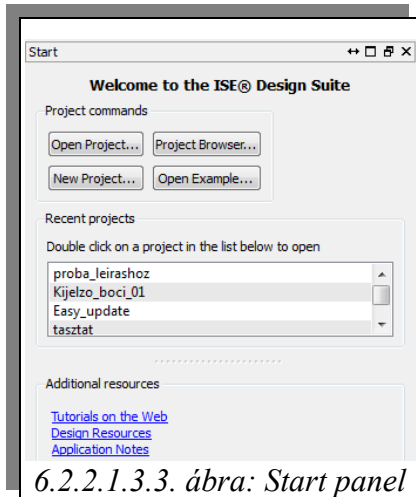 Start
Welcome to the ISE® Design Suite
Project commands
Open Project... Project Browser...
New Project... Open Example...
Recent projects
Double click on a project in the list below to open
proba_leirashoz
Kijelzo_boci_01
Easy_update
tasztat
Additional resources
Tutorials on the Web
Design Resources
Application Notes
6.2.2.1.3.3. ábra: Start panel